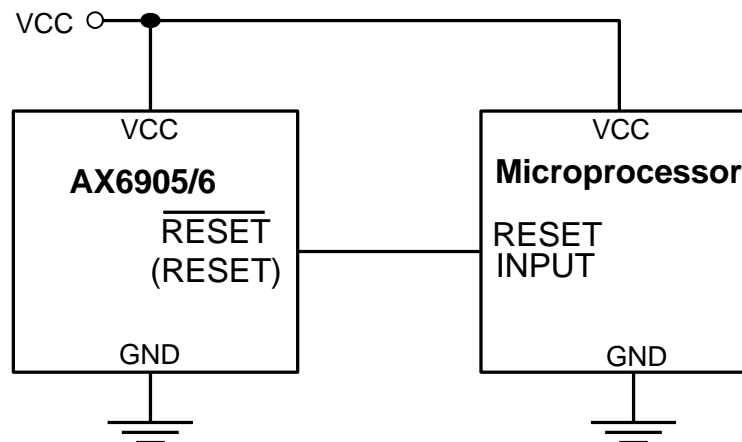 VCC
VCC
AX6905/6
RESET
(RESET)
GND
VCC
Microprocessor
RESET
INPUT
GND